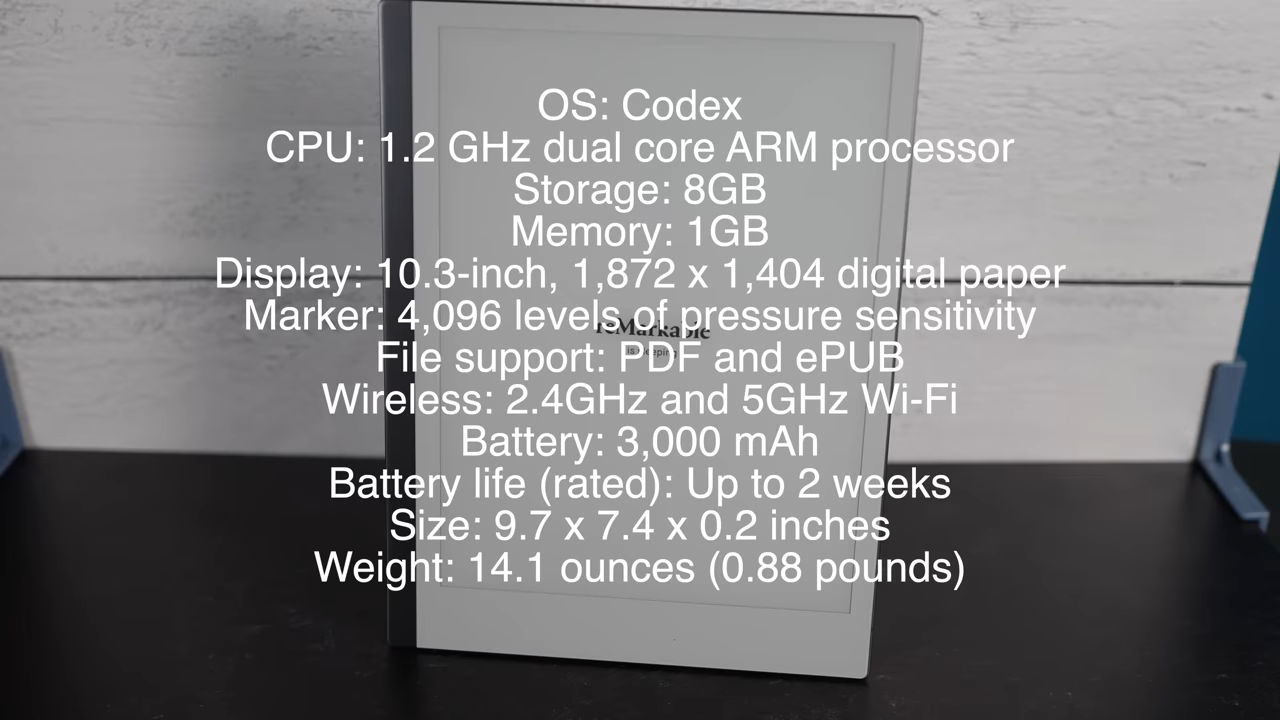 OS: Codex
CPU: 1.2 GHz dual core ARM processor
Storage: 8GB
Memory: 1GB
Display: 10.3-inch, 1,872 x 1,404 digital paper
Marker: 4,096 levels of pressure sensitivity
reMarkable
is sleeping
File support: PDF and ePUB
Wireless: 2.4GHz and 5GHz Wi-Fi
Battery: 3,000 mAh
Battery life (rated): Up to 2 weeks
Size: 9.7 x 7.4 x 0.2 inches
Weight: 14.1 ounces (0.88 pounds)